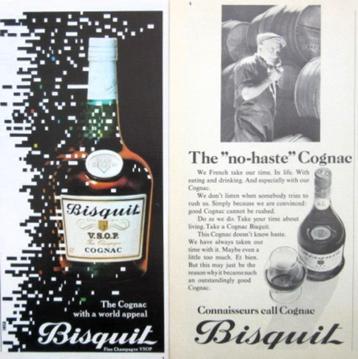 Bisquit
V.S.O.P.
Fine Champagne
COGNAC
The Cognac
with a world appeal
Bisquit
Fine Champagne VSOP
The "no-haste" Cognac
We French take our time. In life. With
eating and drinking. And especially with our
Cognac.
We don't listen when somebody tries to
rush us. Simply because we are convinced:
good Cognac cannot be rushed.
Do as we do. Take your time about
living. Take a Cognac Bisquit.
This Cognac doesn't know haste.
We have always taken our
time with it. Maybe even a
little too much. Et bien.
But this may just be the
reason why it became such
an outstandingly good
Cognac.
Connaisseurs call Cognac
Bisquit